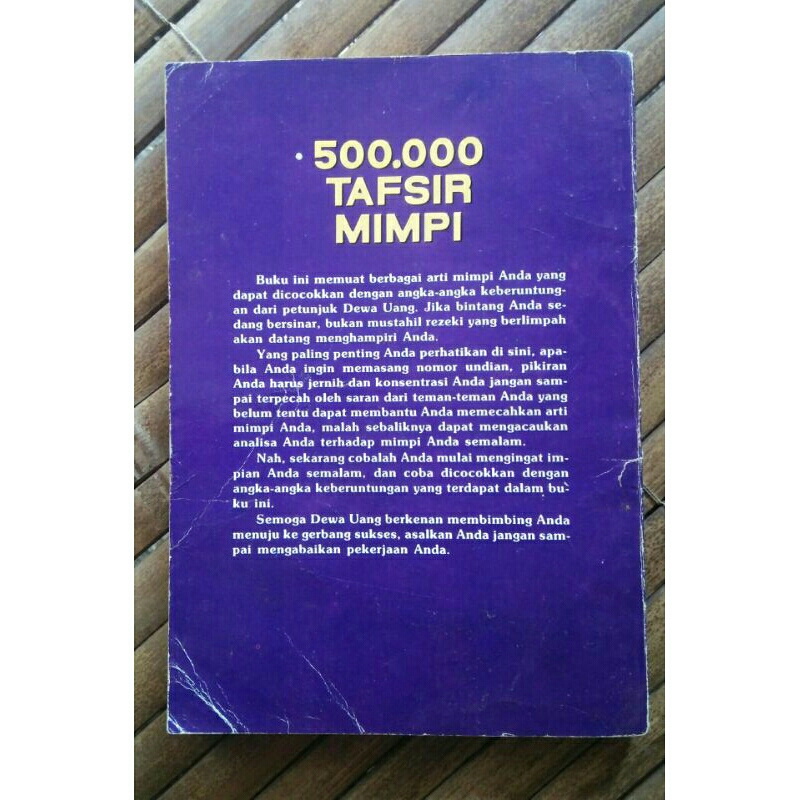 500.000
TAFSIR
MIMPI
Buku ini memuat berbagai arti mimpi Anda yang
dapat dicocokkan dengan angka-angka keberuntung-
an dari petunjuk Dewa Uang. Jika bintang Anda se-
dang bersinar, bukan mustahil rezeki yang berlimpah
akan datang menghampiri Anda.
Yang paling penting Anda perhatikan di sini, apa-
bila Anda ingin memasang nomor undian, pikiran
Anda harus jernih dan konsentrasi Anda jangan sam-
pai terpecah oleh saran dari teman-teman Anda yang
belum tentu dapat membantu Anda memecahkan arti
mimpi Anda, malah sebaliknya dapat mengacaukan
analisa Anda terhadap mimpi Anda semalam.
Nah, sekarang cobalah Anda mulai mengingat im-
pian Anda semalam, dan coba dicocokkan dengan
angka-angka keberuntungan yang terdapat dalam bu-
ku ini.
Semoga Dewa Uang berkenan membimbing Anda
menuju ke gerbang sukses, asalkan Anda jangan sam-
pai mengabaikan pekerjaan Anda.